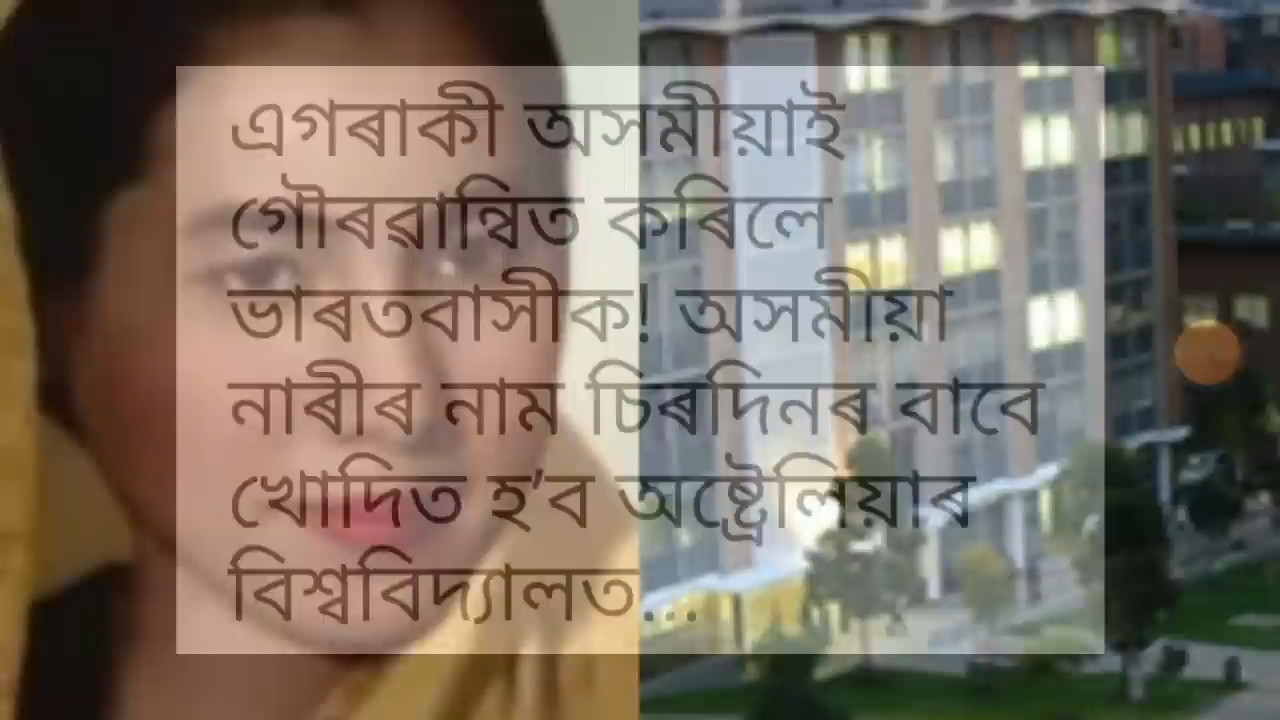 এগৰাকী অসমীয়াই
গৌৰৱান্বিত কৰিলে
ভাৰতবাসীক! অসমীয়া
নাৰীৰ নাম চিৰদিনৰ বাবে
খোদিত হ'ব অষ্ট্ৰেলিয়াৰ
বিশ্ববিদ্যালত...